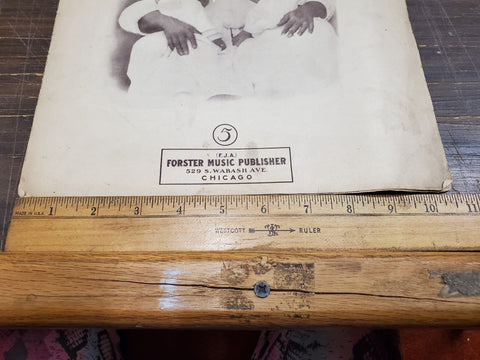 5
(F.J.A.)
FORSTER MUSIC PUBLISHER
529 S. WABASH AVE.
CHICAGO
1 2 3 4 5 6 7 8 9 10 11
MADE IN U.S.A.
WESTCOTT RULER